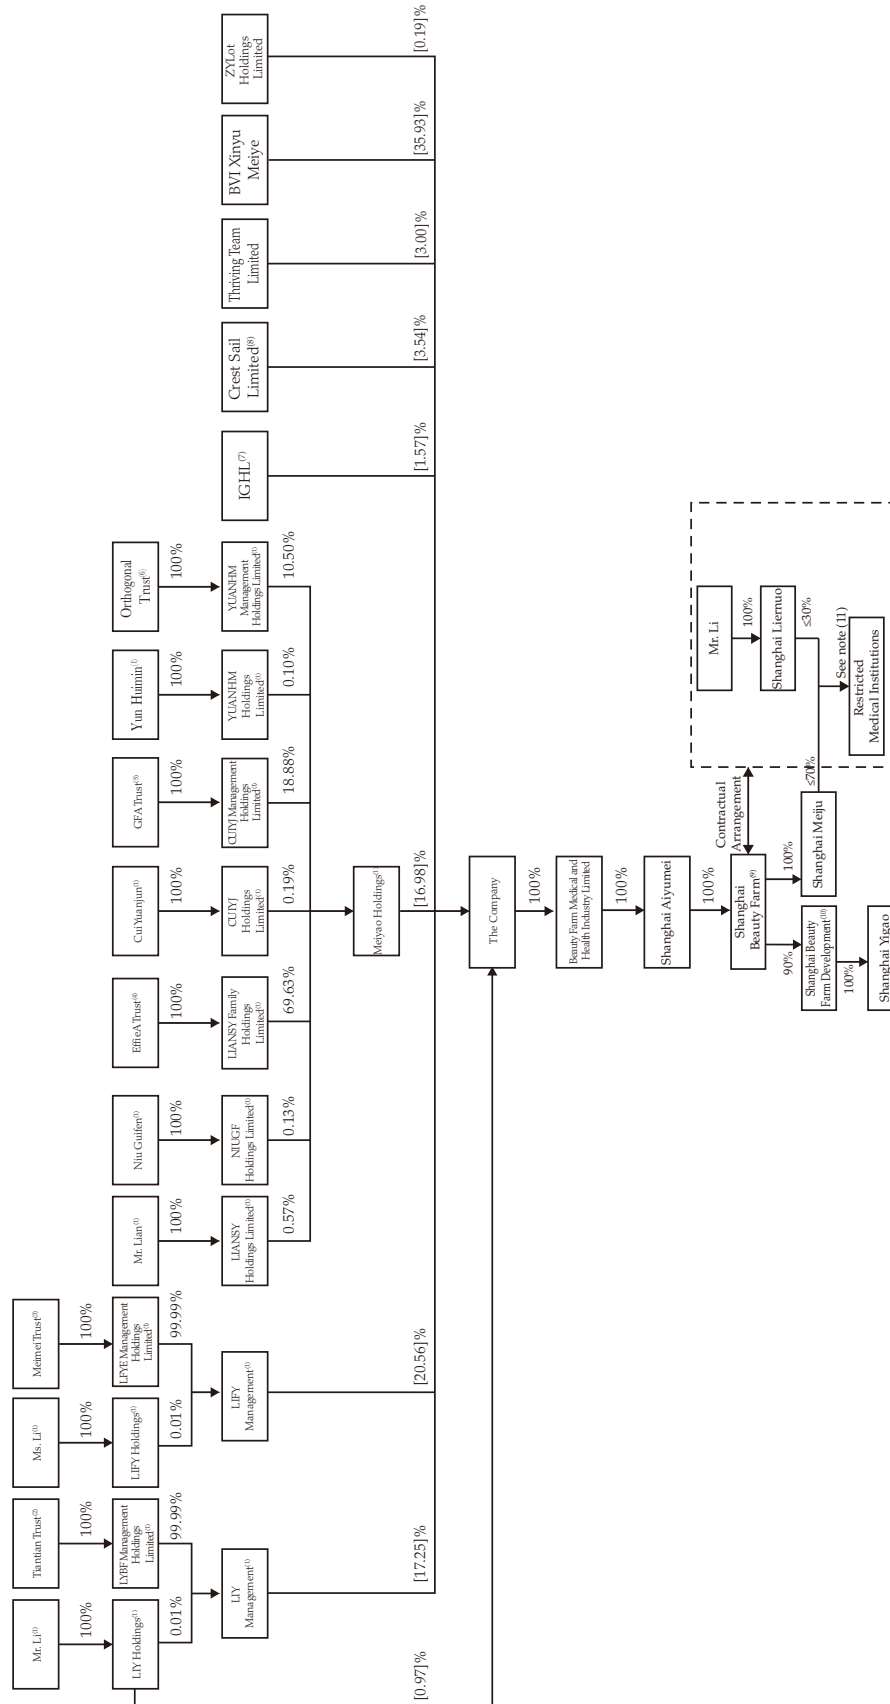 Mr. Li(1)
Tiantian Trust(2)
Ms. Li(1)
Meimei Trust(3)
100%
100%
100%
100%
LIY Holdings(1)
LYBF Management
Holdings
Limited(1)
LIFY Holdings(1)
LFYE Management
Holdings
Limited(1)
Mr. Lian(1)
Niu Guifen(1)
EffieA Trust(4)
Cui Yuanjun(1)
GFA Trust(5)
Yun Huimin(1)
Orthogonal
Trust(6)
0.01%
99.99%
0.01%
99.99%
100%
100%
100%
100%
100%
100%
100%
LIY
Management(1)
LIFY
Management(1)
LIANSY
Holdings Limited(1)
NIUGF
Holdings Limited(1)
LIANSY Family
Holdings
Limited(1)
CUIYJ
Holdings
Limited(1)
CUIYJ Management
Holdings
Limited(1)
YUANHM
Holdings
Limited(1)
YUANHM
Management
Holdings Limited(1)
IGHL(7)
Crest Sail
Limited(8)
Thriving Team
Limited
BVI Xinyu
Meiye
ZYLot
Holdings
Limited
0.57%
0.13%
69.63%
0.19%
18.88%
0.10%
10.50%
Meiyao Holdings(1)
[0.97]%
[17.25]%
[20.56]%
[16.98]%
[1.57]%
[3.54]%
[3.00]%
[35.93]%
[0.19]%
The Company
100%
Beauty Farm Medical and
Health Industry Limited
100%
Shanghai Aiyumei
100%
Shanghai
Beauty Farm(9)
Contractual
Arrangement
Mr. Li
100%
Shanghai Liernuo
90%
100%
≤70%
≤30%
Shanghai Beauty
Farm Development(10)
Shanghai Meiju
See note (11)
100%
Restricted
Medical Institutions
Shanghai Yigao